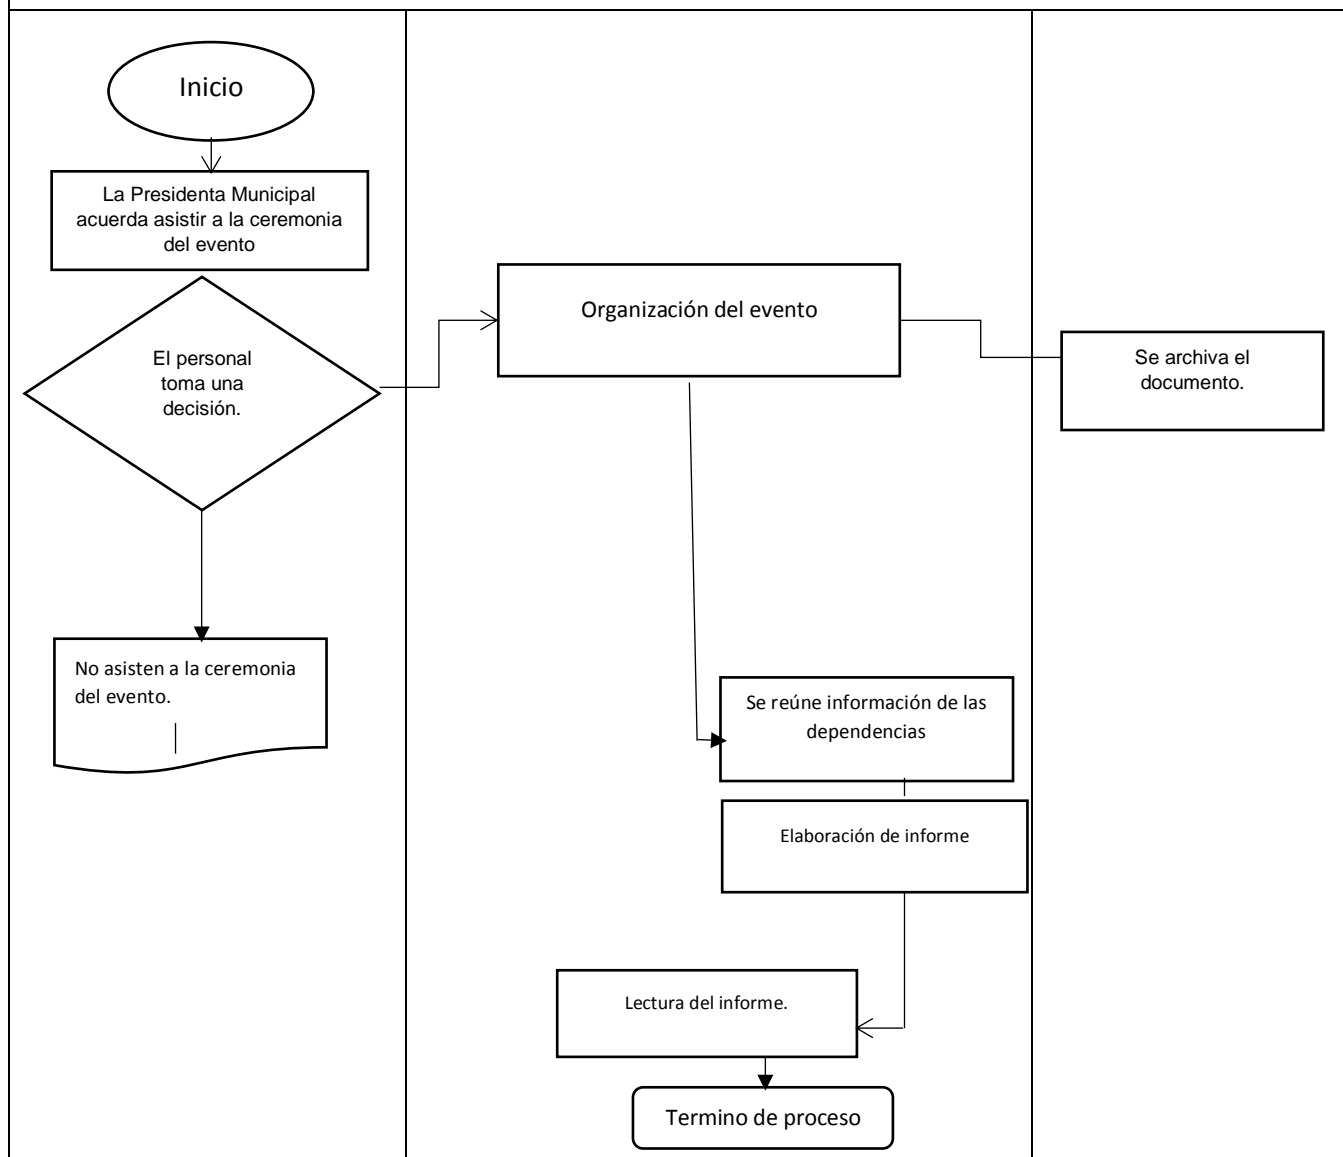 Inicio
La Presidenta Municipal
acuerda asistir a la ceremonia
del evento
El personal
toma una
decisión.
No asisten a la ceremonia
del evento.
Organización del evento
Se reúne información de las
dependencias
Elaboración de informe
Lectura del informe.
Termino de proceso
Se archiva el
documento.